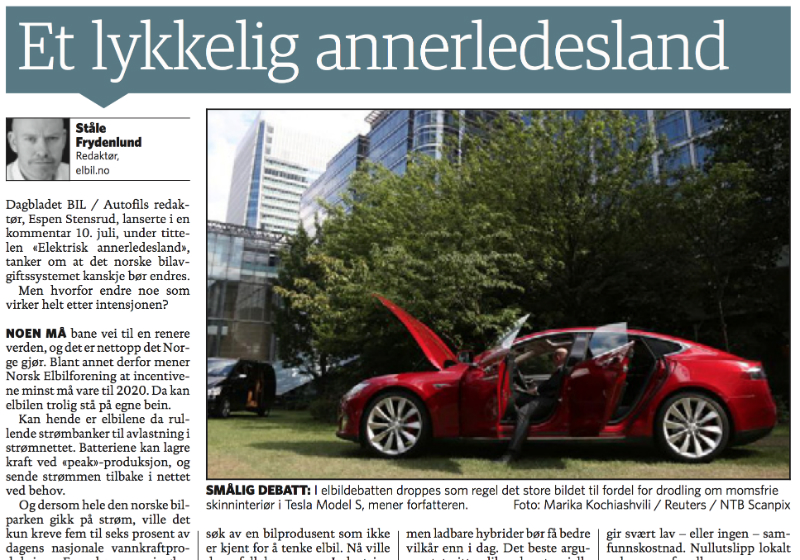 Et lykkelig annerledesland
Ståle
Frydenlund
Redaktør,
elbil.no
Dagbladet BIL / Autofils redak-
tør, Espen Stensrud, lanserte i en
kommentar 10. juli, under titte-
len «Elektrisk annerledesland»,
tanker om at det norske bilav-
giftssystemet kanskje bør endres.
Men hvorfor endre noe som
virker helt etter intensjonen?
NOEN MÅ bane vei til en renere
verden, og det er nettopp det Nor-
ge gjør. Blant annet derfor mener
Norsk Elbilforening at incentive-
ne minst må vare til 2020. Da kan
elbilen trolig stå på egne bein.
Kan hende er elbilene da rul-
lende strømbanker til avlastning i
strømnettet. Batteriene kan lagre
kraft ved «peak»-produksjon, og
sende strømmen tilbake i nettet
ved behov.
Og dersom hele den norske bil-
parken gikk på strøm, ville det
kun kreve fem til seks prosent av
dagens nasjonale vannkraftpro-
SMÅLIG DEBATT: I elbildebatten droppes som regel det store bildet til fordel for drodling om momsfrie
skinninteriør i Tesla Model S, mener forfatteren.
Foto: Marika Kochiashvili / Reuters / NTB Scanpix
søk av en bilprodusent som ikke
er kjent for å tenke elbil. Nå ville
men ladbare hybrider bør få bedre
vilkår enn i dag. Det beste argu-
gir svært lav – eller ingen – sam-
funnskostnad. Nullutslipp lokalt